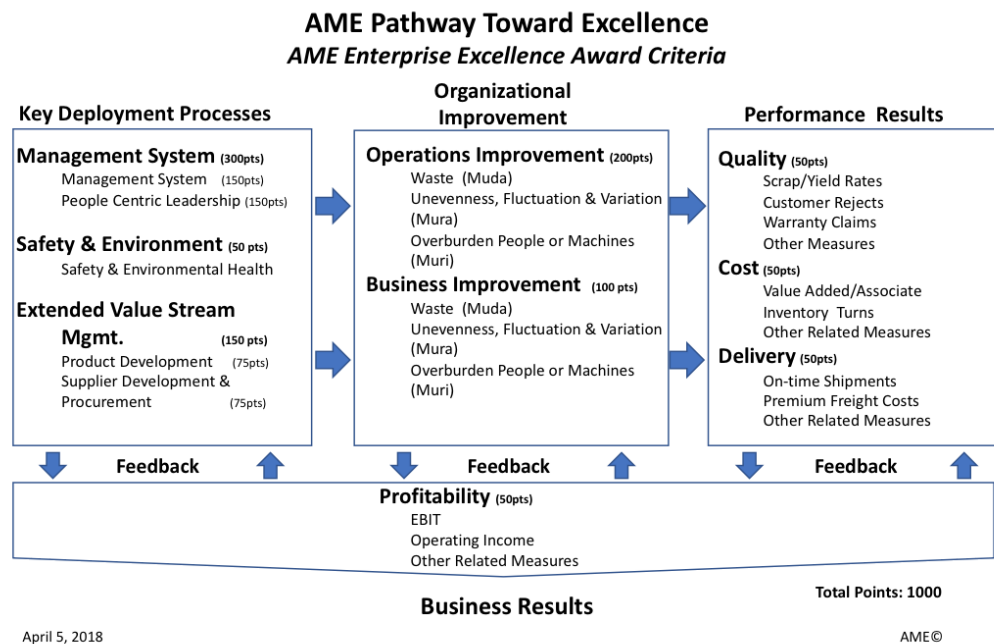 AME Pathway Toward Excellence
AME Enterprise Excellence Award Criteria
Key Deployment Processes
Management System (300pts)
Management System (150pts)
People Centric Leadership (150pts)
Safety & Environment (50 pts)
Safety & Environmental Health
Extended Value Stream
Mgmt. (150 pts)
Product Development (75pts)
Supplier Development &
Procurement (75pts)
Organizational
Improvement
Operations Improvement (200pts)
Waste (Muda)
Unevenness, Fluctuation & Variation
(Mura)
Overburden People or Machines
(Muri)
Business Improvement (100 pts)
Waste (Muda)
Unevenness, Fluctuation & Variation
(Mura)
Overburden People or Machines
(Muri)
Performance Results
Quality (50pts)
Scrap/Yield Rates
Customer Rejects
Warranty Claims
Other Measures
Cost (50pts)
Value Added/Associate
Inventory Turns
Other Related Measures
Delivery (50pts)
On-time Shipments
Premium Freight Costs
Other Related Measures
Feedback
Feedback
Feedback
Profitability (50pts)
EBIT
Operating Income
Other Related Measures
Business Results
Total Points: 1000
April 5, 2018
AME©